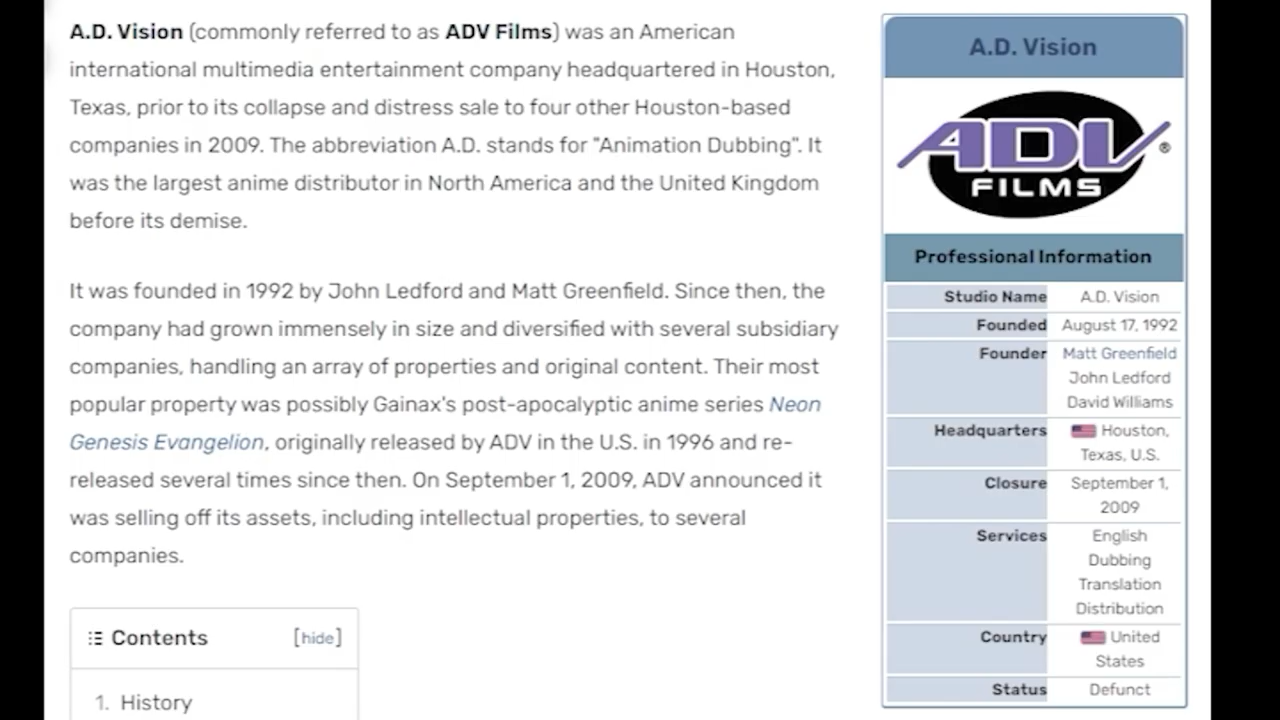 A.D. Vision (commonly referred to as ADV Films) was an American
international multimedia entertainment company headquartered in Houston,
Texas, prior to its collapse and distress sale to four other Houston-based
companies in 2009. The abbreviation A.D. stands for "Animation Dubbing". It
was the largest anime distributor in North America and the United Kingdom
before its demise.
It was founded in 1992 by John Ledford and Matt Greenfield. Since then, the
company had grown immensely in size and diversified with several subsidiary
companies, handling an array of properties and original content. Their most
popular property was possibly Gainax's post-apocalyptic anime series Neon
Genesis Evangelion, originally released by ADV in the U.S. in 1996 and re-
released several times since then. On September 1, 2009, ADV announced it
was selling off its assets, including intellectual properties, to several
companies.
Contents [hide]
1. History
A.D. Vision
ADV ®
FILMS
Professional Information
Studio Name A.D. Vision
Founded August 17, 1992
Founder Matt Greenfield
John Ledford
David Williams
Headquarters Houston,
Texas, U.S.
Closure September 1,
2009
Services English
Dubbing
Translation
Distribution
Country United
States
Status Defunct